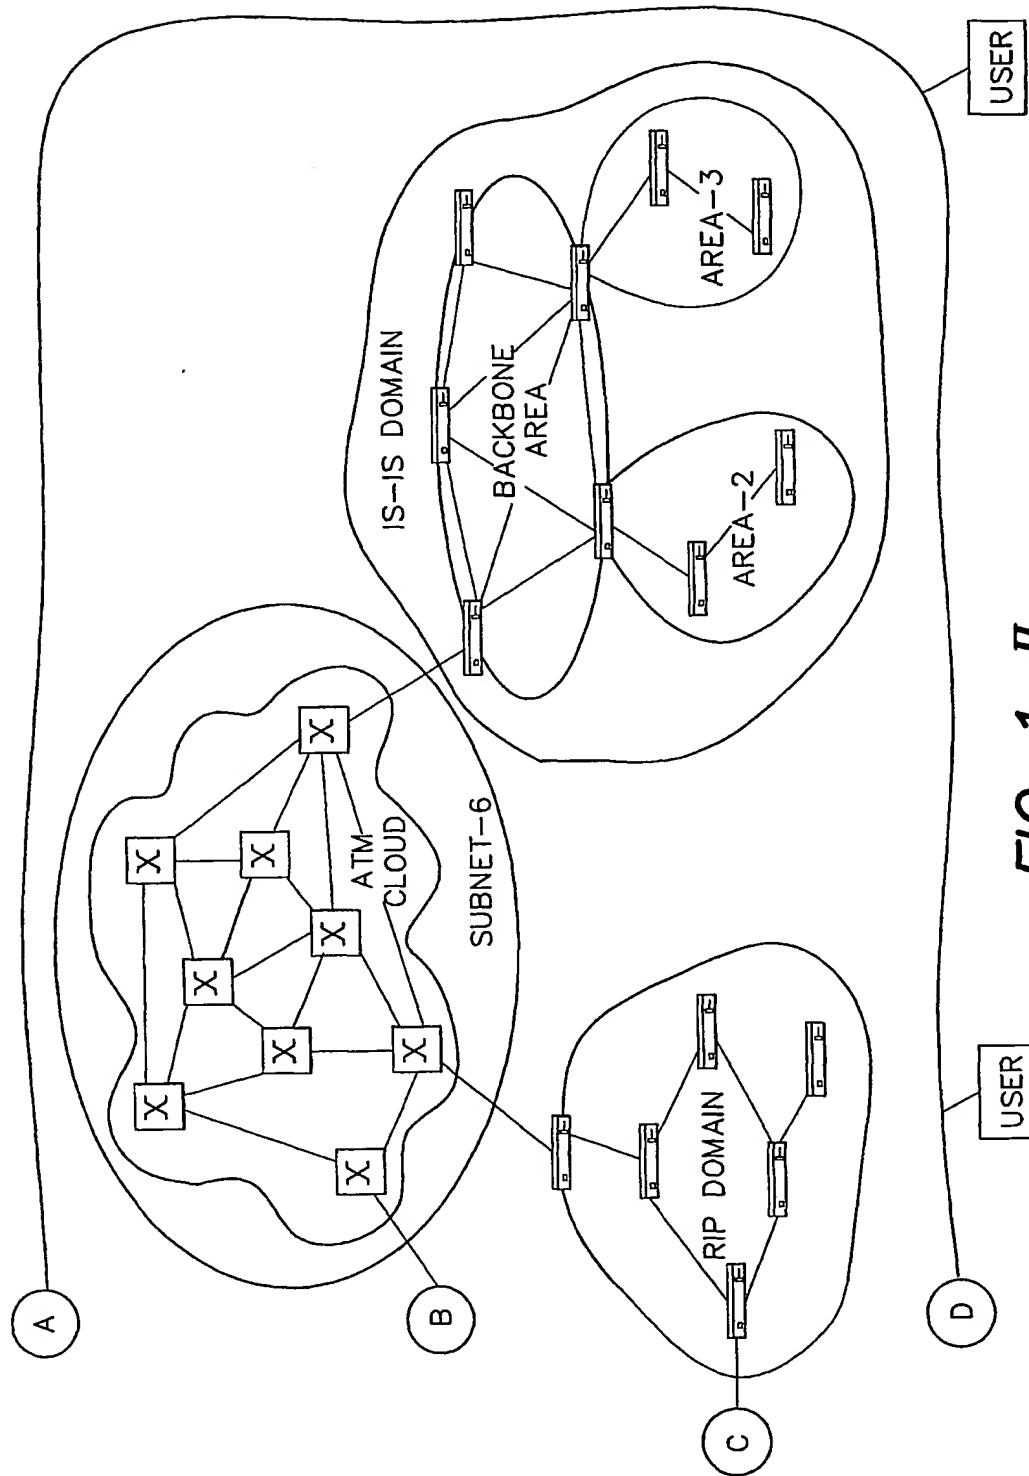 A
B
C
D
ATM
CLOUD
SUBNET-6
IS-IS DOMAIN
BACKBONE
AREA
AREA-2
AREA-3
RIP DOMAIN
USER
USER
FIG. 1-II